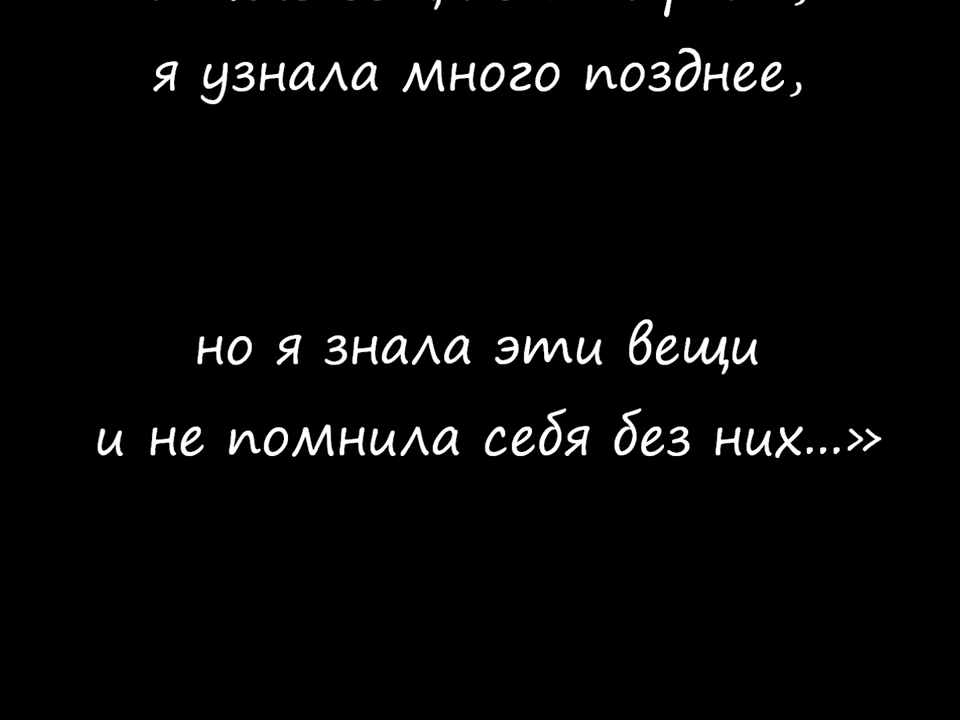 я узнала много позднее,
но я знала эти вещи
и не помнила себя без них...»